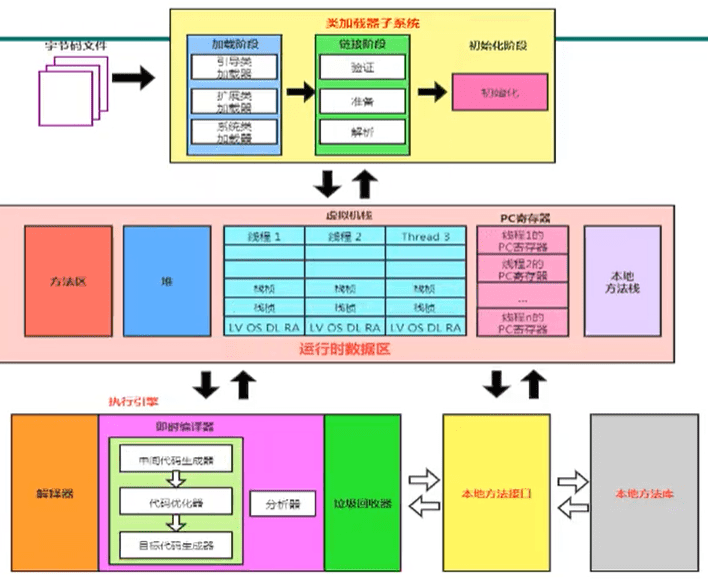 类加载器子系统
字节码文件
加载阶段
引导类
加载器
扩展类
加载器
系统类
加载器
链接阶段
验证
准备
解析
初始化阶段
初始化
虚拟机栈
PC寄存器
方法区
堆
线程 1
线程 2
Thread 3
栈桢
栈桢
栈桢
栈桢
栈桢
栈桢
LV OS DL RA
LV OS DL RA
LV OS DL RA
线程1的
PC寄存器
线程2的
PC寄存器
...
线程n的
PC寄存器
本地
方法栈
运行时数据区
执行引擎
解释器
即时编译器
中间代码生成器
代码优化器
目标代码生成器
分析器
垃圾回收器
本地方法接口
本地方法库